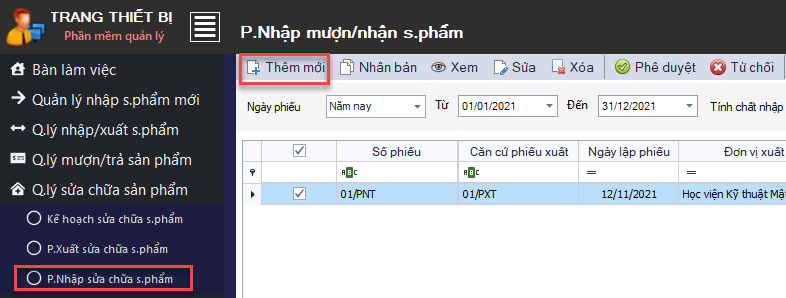 TRANG THIẾT BỊ
Phần mềm quản lý
P.Nhập mượn/nhận s.phẩm
Bàn làm việc
Quản lý nhập s.phẩm mới
Q.lý nhập/xuất s.phẩm
Q.lý mượn/trả sản phẩm
Q.lý sửa chữa sản phẩm
Kế hoạch sửa chữa s.phẩm
P.Xuất sửa chữa s.phẩm
P.Nhập sửa chữa s.phẩm
Thêm mới Nhân bản Xem Sửa Xóa Phê duyệt Từ chối
Ngày phiếu Năm nay Từ 01/01/2021 Đến 31/12/2021 Tính chất nhập
Số phiếu Căn cứ phiếu xuất Ngày lập phiếu Đơn vị xuất
ABC ABC = =
01/PNT 01/PXT 12/11/2021 Học viện Kỹ thuật Mật